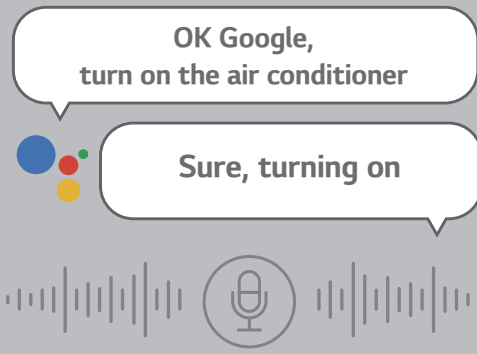 OK Google,
turn on the air conditioner
Sure, turning on